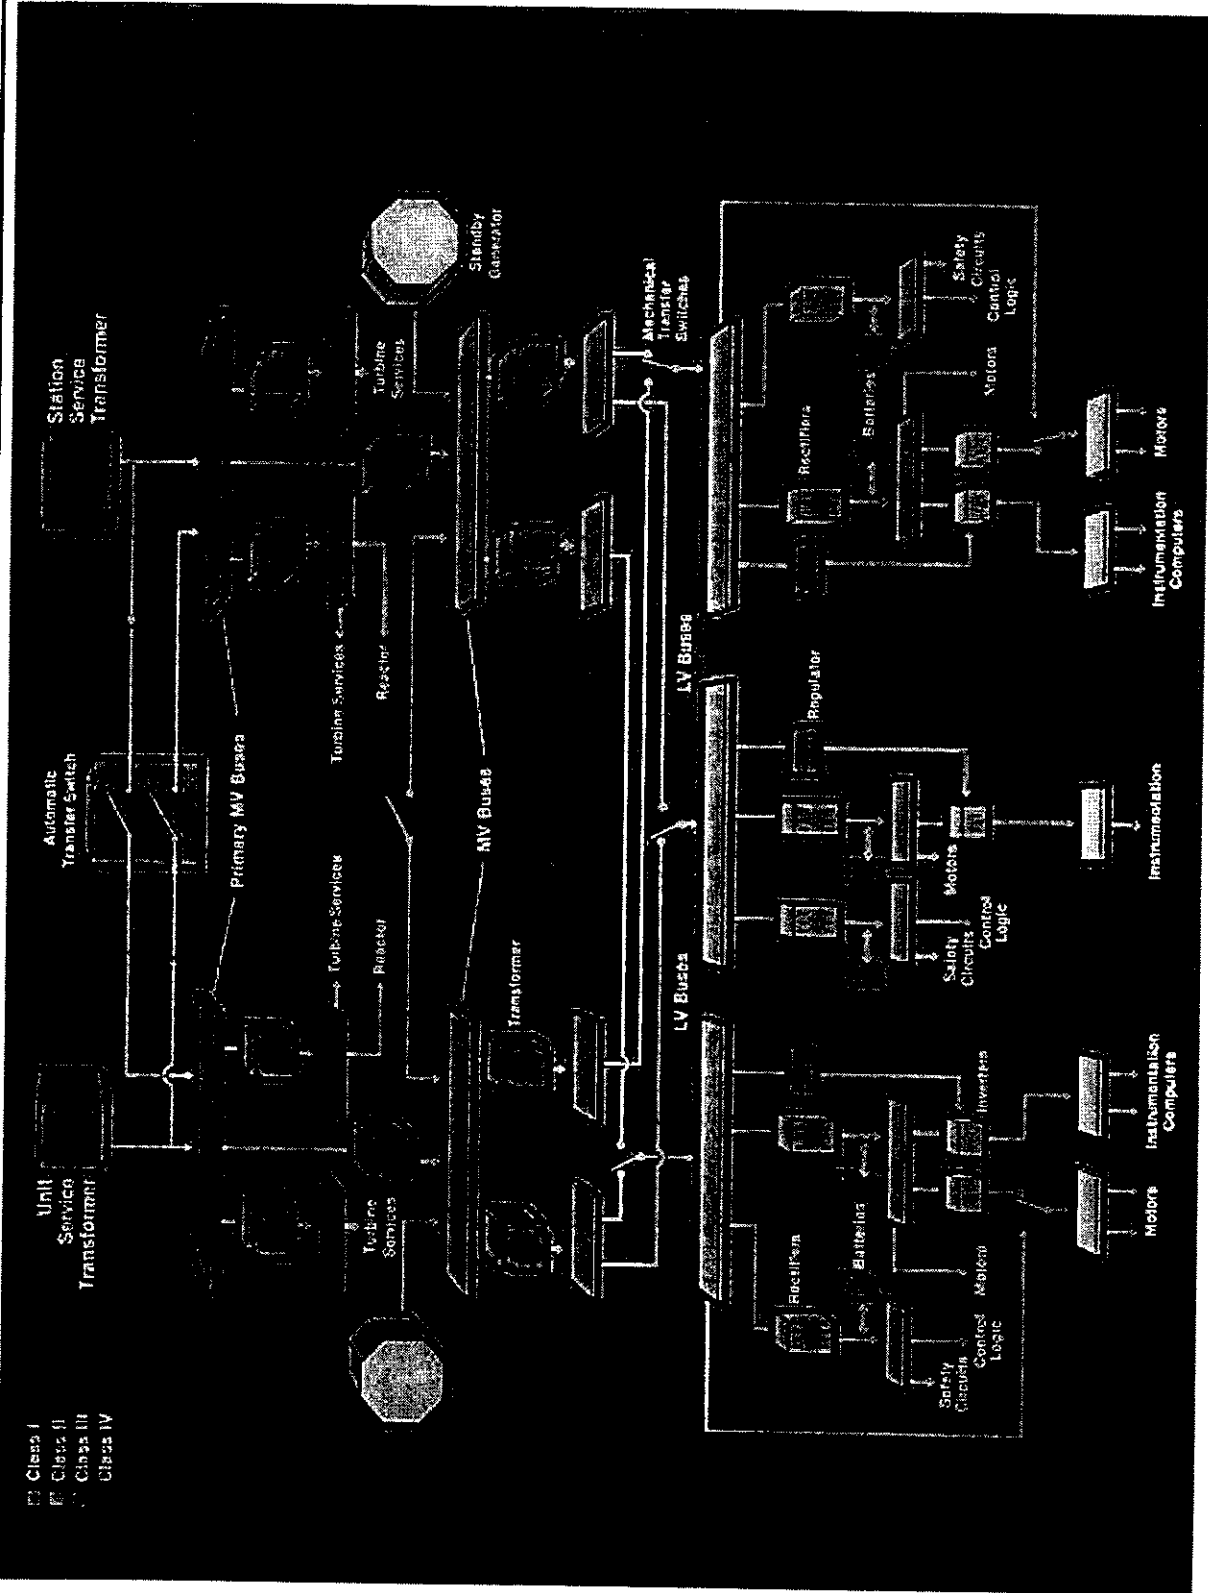 Class I
Class II
Class III
Class IV
Unit
Service
Transformer
Automatic
Transfer Switch
Station
Service
Transformer
Primary MV Buses
Turbine Services
Reactor
Turbine
Services
Turbine Services
Reactor
Turbine
Services
Standby
Generator
MV Buses
Transformer
Mechanical
Transfer
Switches
LV Buses
LV Buses
Rectifiers
Batteries
Safety
Circuits
Control
Logic
Motors
Inverters
Motors
Instrumentation
Computers
Regulator
Safety
Circuits
Control
Logic
Motors
Instrumentation
Rectifiers
Batteries
Motors
Safety
Circuits
Control
Logic
Instrumentation
Computers
Motors